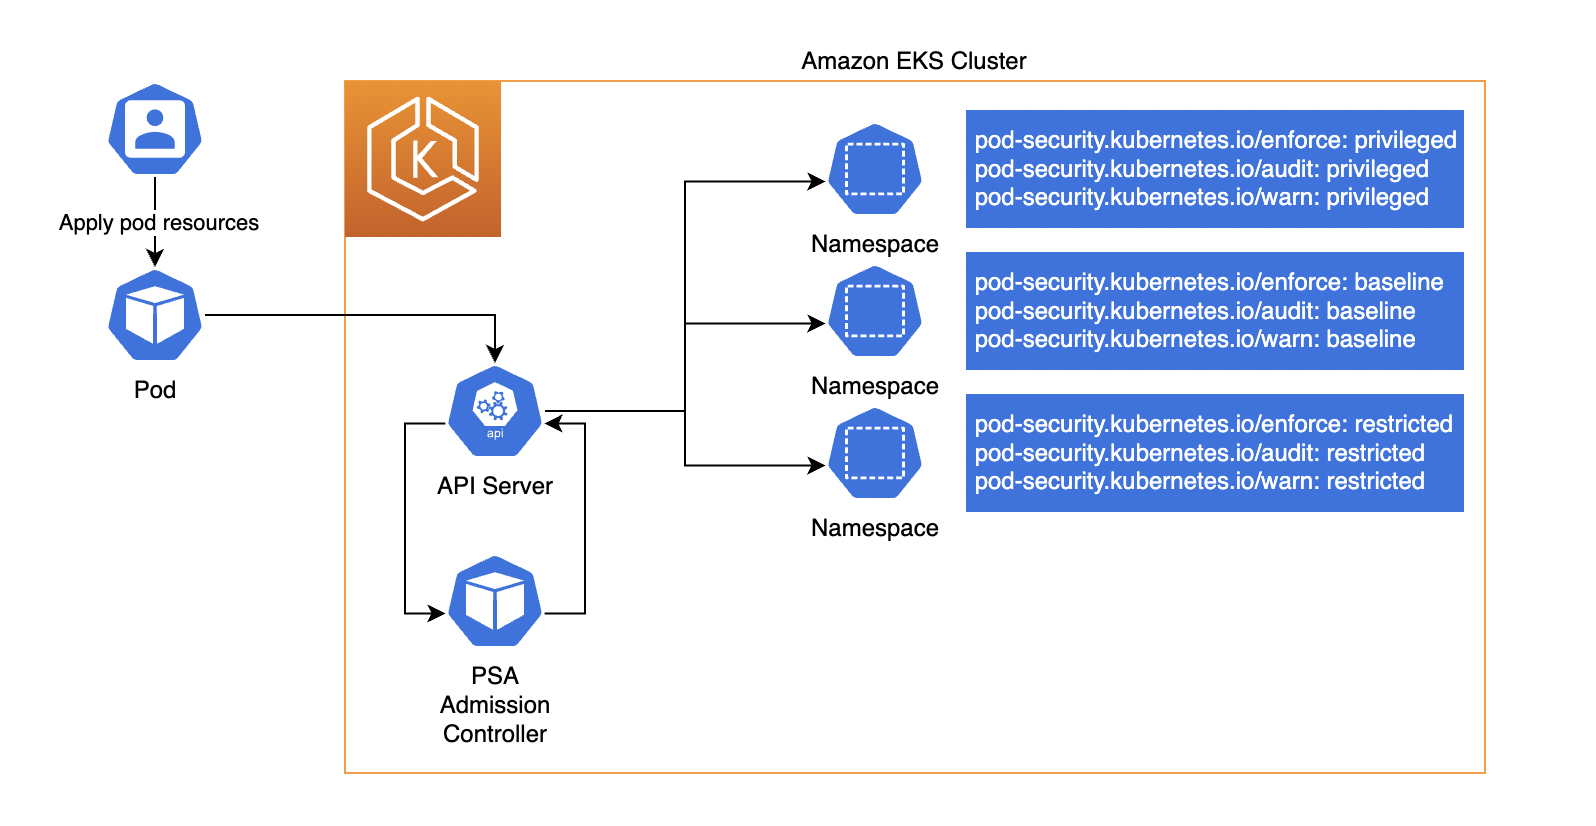 Amazon EKS Cluster
Apply pod resources
Pod
K
api
API Server
PSA
Admission
Controller
Namespace
pod-security.kubernetes.io/enforce: privileged
pod-security.kubernetes.io/audit: privileged
pod-security.kubernetes.io/warn: privileged
Namespace
pod-security.kubernetes.io/enforce: baseline
pod-security.kubernetes.io/audit: baseline
pod-security.kubernetes.io/warn: baseline
Namespace
pod-security.kubernetes.io/enforce: restricted
pod-security.kubernetes.io/audit: restricted
pod-security.kubernetes.io/warn: restricted